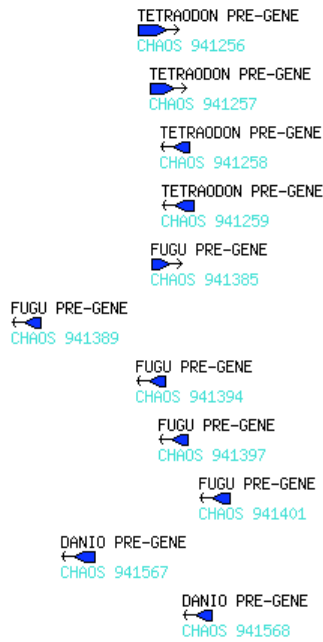 TETRAODON PRE-GENE
CHAOS 941256
TETRAODON PRE-GENE
CHAOS 941257
TETRAODON PRE-GENE
CHAOS 941258
TETRAODON PRE-GENE
CHAOS 941259
FUGU PRE-GENE
CHAOS 941385
FUGU PRE-GENE
CHAOS 941389
FUGU PRE-GENE
CHAOS 941394
FUGU PRE-GENE
CHAOS 941397
FUGU PRE-GENE
CHAOS 941401
DANIO PRE-GENE
CHAOS 941567
DANIO PRE-GENE
CHAOS 941568